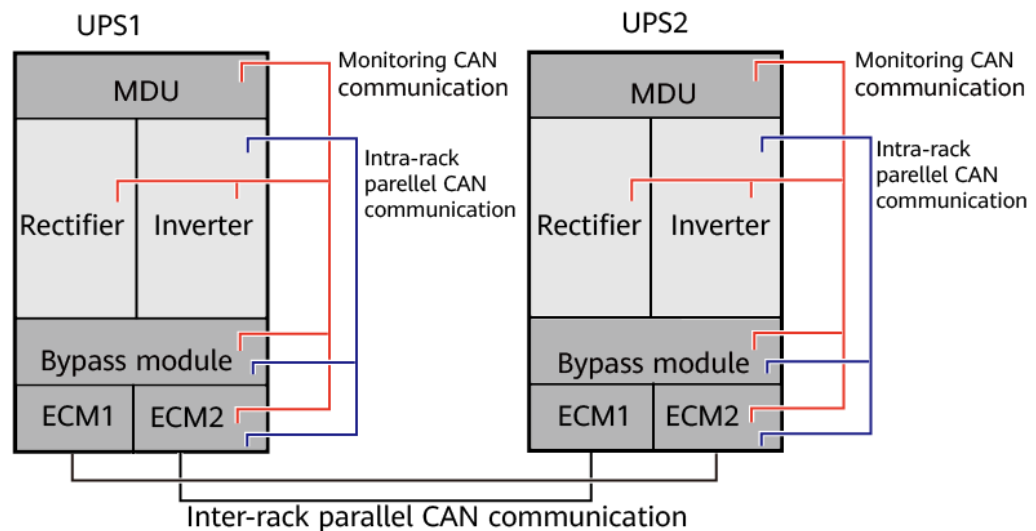 UPS1
UPS2
MDU
Monitoring CAN
communication
MDU
Monitoring CAN
communication
Intra-rack
parellel CAN
communication
Intra-rack
parallel CAN
communication
Rectifier
Inverter
Rectifier
Inverter
Bypass module
Bypass module
ECM1
ECM2
ECM1
ECM2
Inter-rack parallel CAN communication